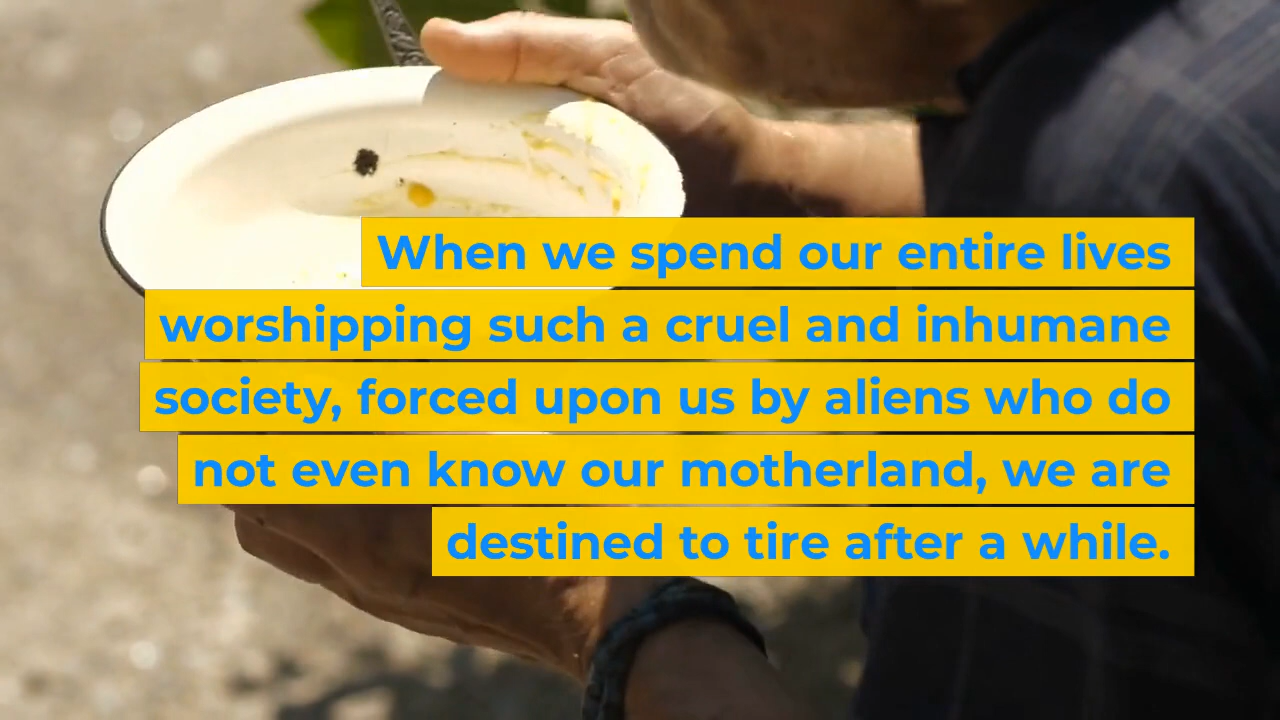 When we spend our entire lives
worshipping such a cruel and inhumane
society, forced upon us by aliens who do
not even know our motherland, we are
destined to tire after a while.